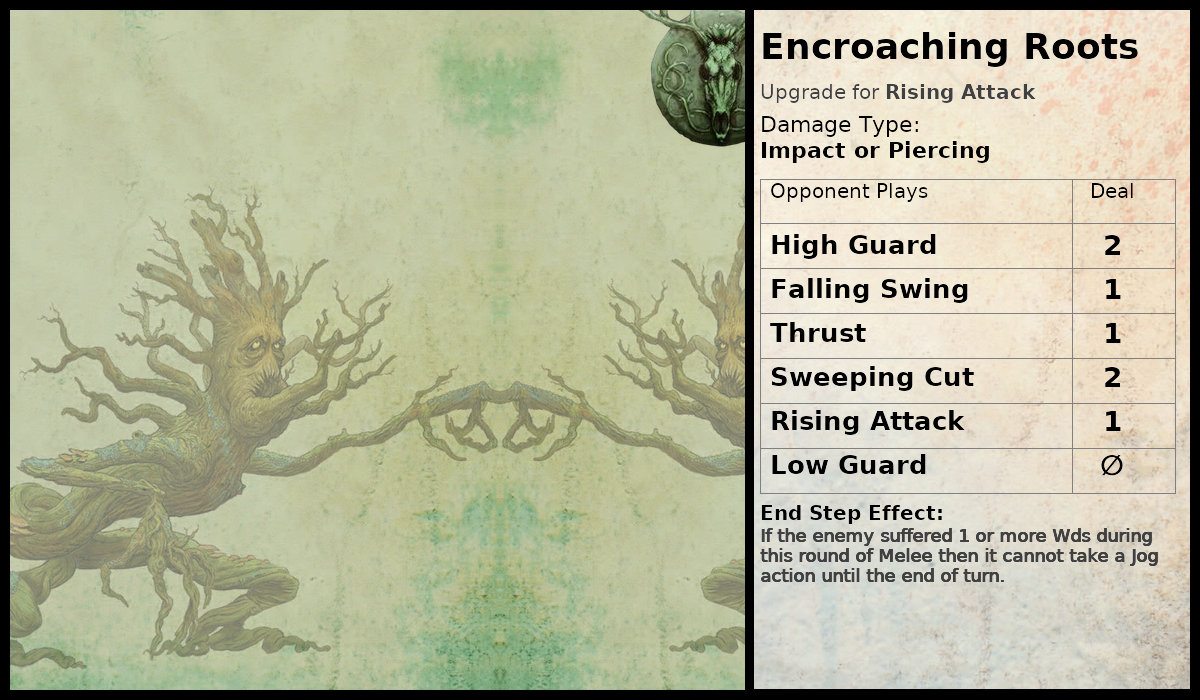 Encroaching Roots
Upgrade for Rising Attack
Damage Type:
Impact or Piercing
Opponent Plays Deal
High Guard 2
Falling Swing 1
Thrust 1
Sweeping Cut 2
Rising Attack 1
Low Guard ∅
End Step Effect:
If the enemy suffered 1 or more Wds during
this round of Melee then it cannot take a Jog
action until the end of turn.